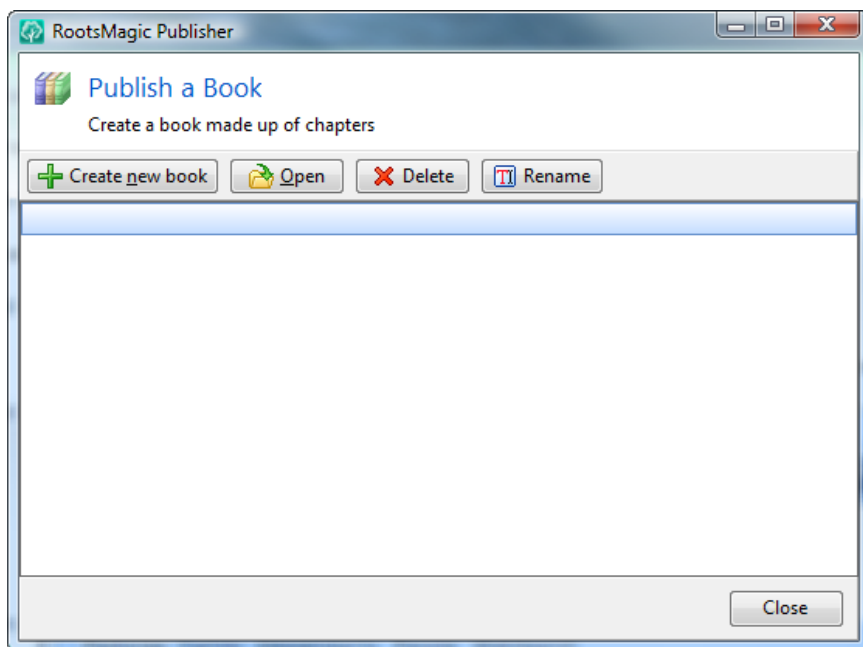 RootsMagic Publisher
Publish a Book
Create a book made up of chapters
Create new book Open Delete Rename
Close